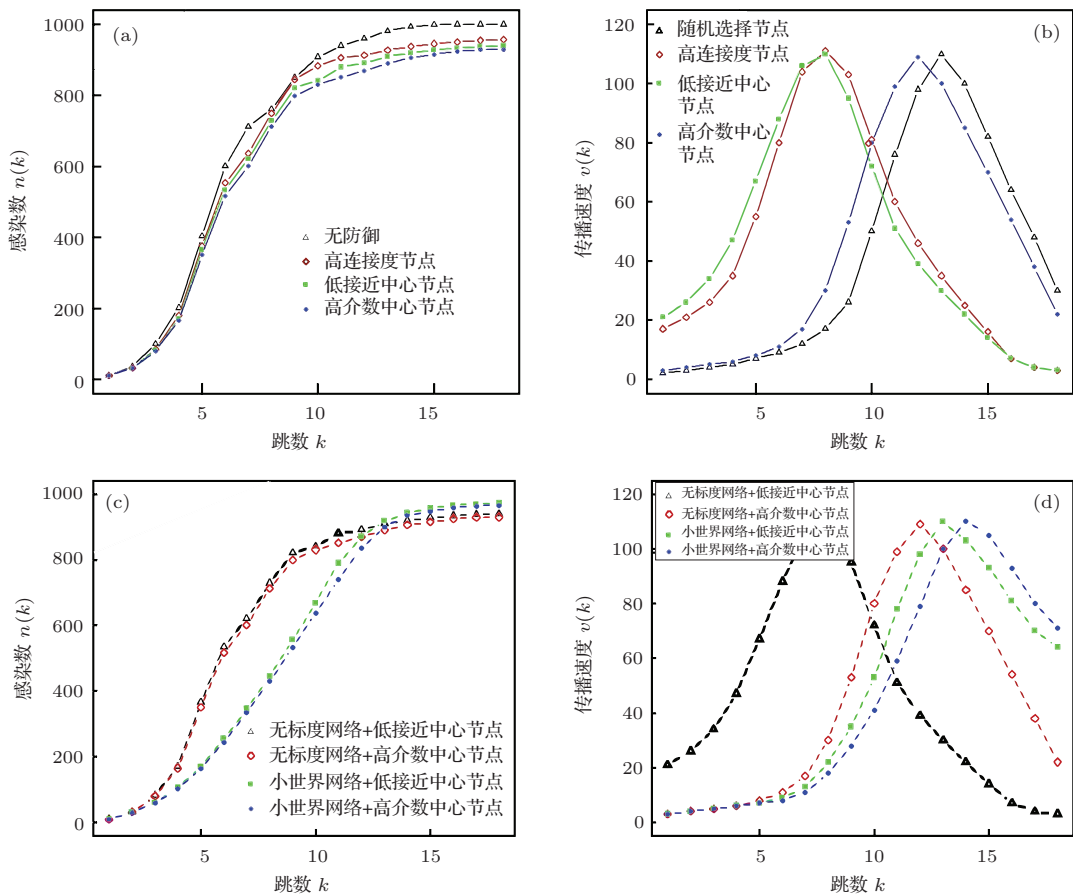 (a)
1000
800
600
400
200
0
感染数 n(k)
无防御
高连接度节点
低接近中心节点
高介数中心节点
5
10
15
跳数 k
(b)
120
100
80
60
40
20
0
传播速度 v(k)
随机选择节点
高连接度节点
低接近中心
节点
高介数中心
节点
5
10
15
跳数 k
(c)
1000
800
600
400
200
0
感染数 n(k)
无标度网络+低接近中心节点
无标度网络+高介数中心节点
小世界网络+低接近中心节点
小世界网络+高介数中心节点
5
10
15
跳数 k
(d)
120
100
80
60
40
20
0
传播速度 v(k)
无标度网络+低接近中心节点
无标度网络+高介数中心节点
小世界网络+低接近中心节点
小世界网络+高介数中心节点
5
10
15
跳数 k